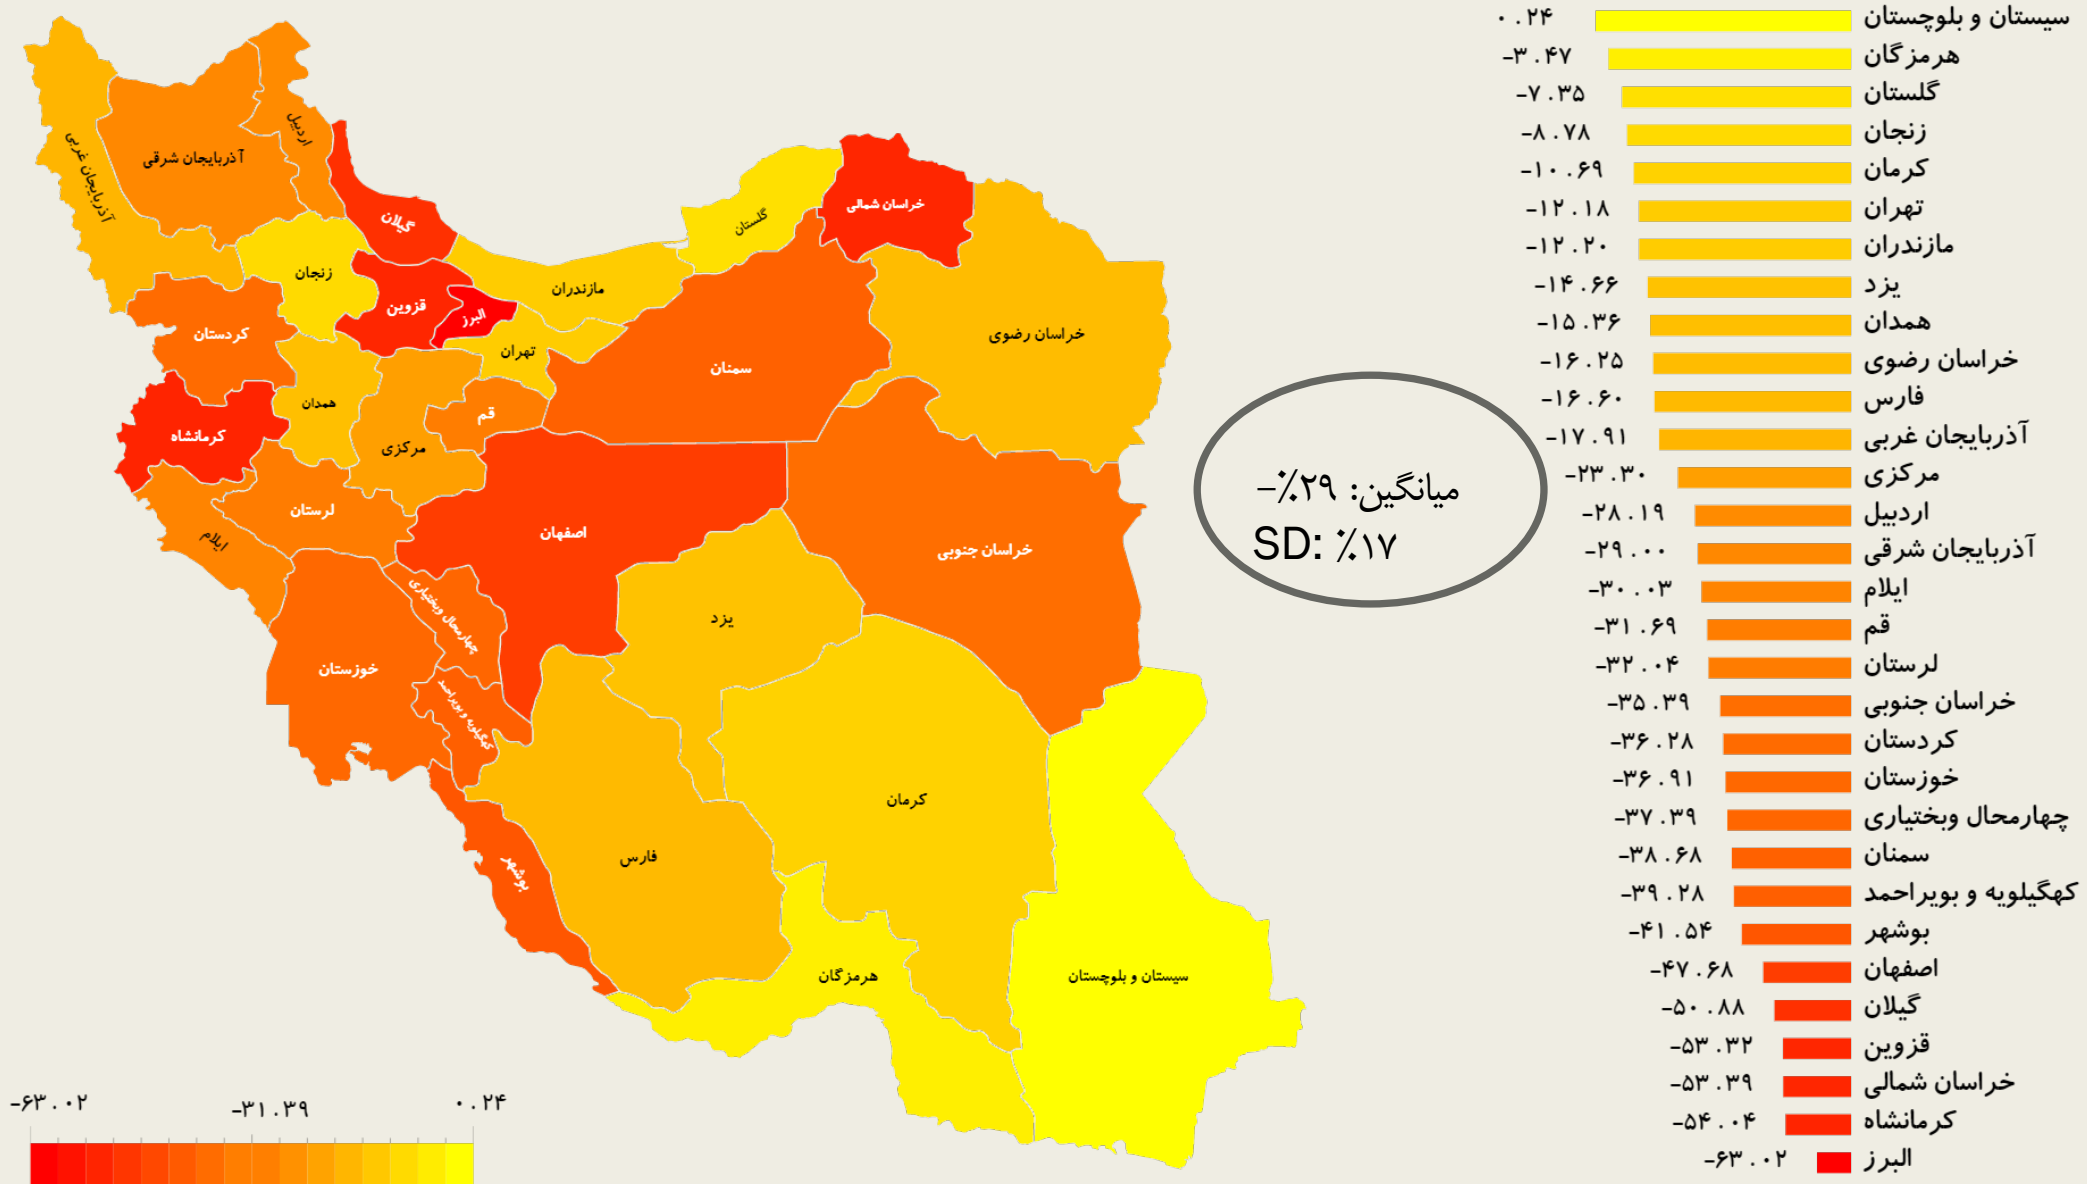 آذربایجان غربی
آذربایجان شرقی
اردبیل
گیلان
زنجان
قزوین
البرز
مازندران
گلستان
خراسان شمالی
خراسان رضوی
کردستان
همدان
تهران
سمنان
کرمانشاه
مرکزی
قم
ایلام
لرستان
اصفهان
خراسان جنوبی
خوزستان
چهارمحال وبختیاری
کهگیلویه و بویراحمد
یزد
کرمان
فارس
بوشهر
هرمزگان
سیستان و بلوچستان
-۶۳.۰۲
-۳۱.۳۹
۰.۲۴
میانگین: ۲۹٪-
SD: ٪۱۷
سیستان و بلوچستان ۰.۲۴
هرمزگان -۳.۴۷
گلستان -۷.۳۵
زنجان -۸.۷۸
کرمان -۱۰.۶۹
تهران -۱۲.۱۸
مازندران -۱۲.۲۰
یزد -۱۴.۶۶
همدان -۱۵.۳۶
خراسان رضوی -۱۶.۲۵
فارس -۱۶.۶۰
آذربایجان غربی -۱۷.۹۱
مرکزی -۲۳.۳۰
اردبیل -۲۸.۱۹
آذربایجان شرقی -۲۹.۰۰
ایلام -۳۰.۰۳
قم -۳۱.۶۹
لرستان -۳۲.۰۴
خراسان جنوبی -۳۵.۳۹
کردستان -۳۶.۲۸
خوزستان -۳۶.۹۱
چهارمحال وبختیاری -۳۷.۳۹
سمنان -۳۸.۶۸
کهگیلویه و بویراحمد -۳۹.۲۸
بوشهر -۴۱.۵۴
اصفهان -۴۷.۶۸
گیلان -۵۰.۸۸
قزوین -۵۳.۳۲
خراسان شمالی -۵۳.۳۹
کرمانشاه -۵۴.۰۴
البرز -۶۳.۰۲